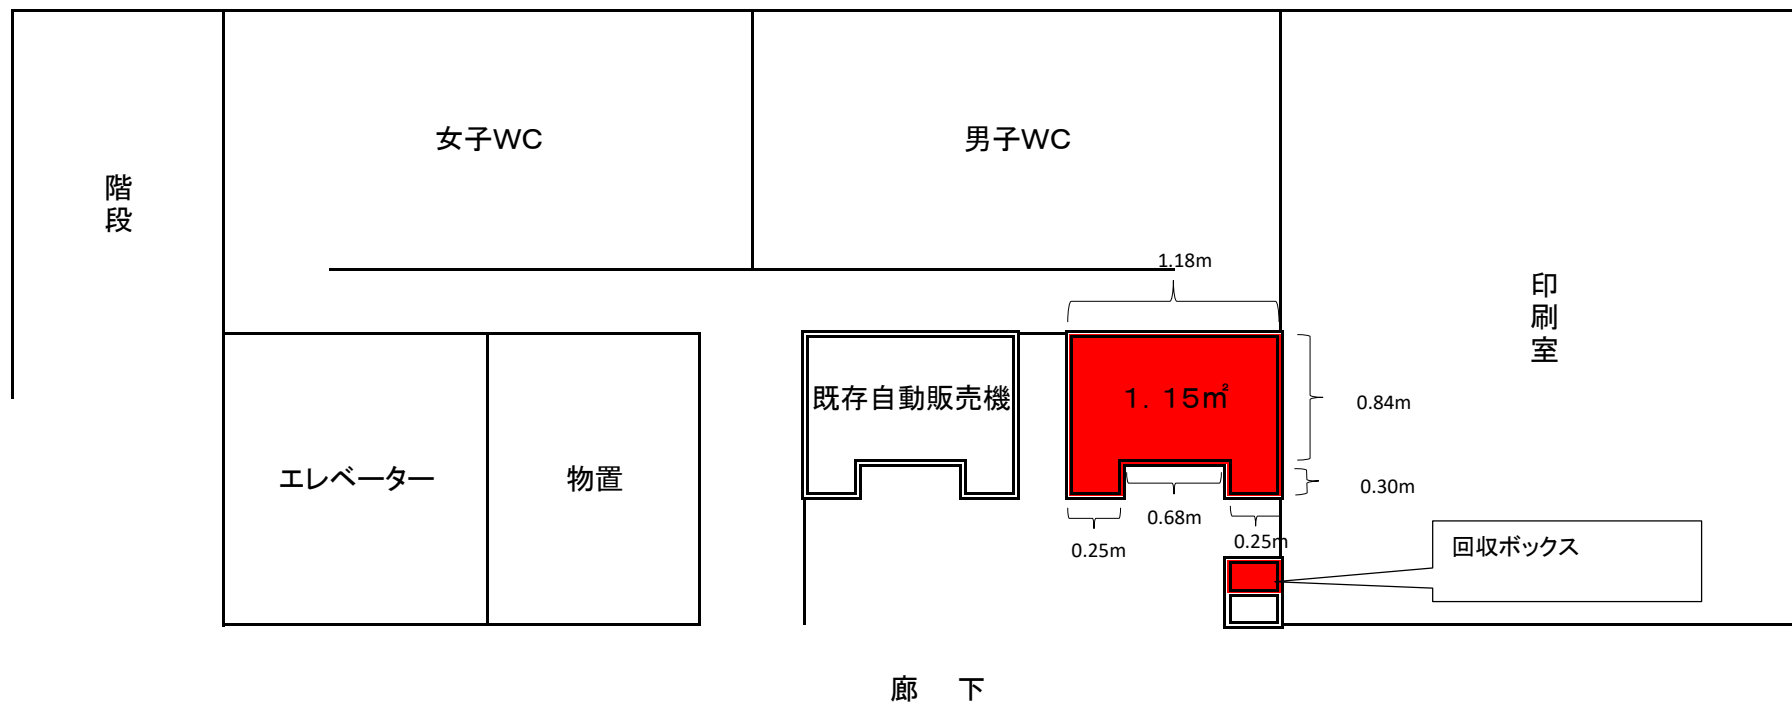 女子WC
男子WC
階段
1.18m
印刷室
既存自動販売機
1．15㎡
0.84m
エレベーター
物置
0.30m
0.68m
0.25m
0.25m
回収ボックス
廊　下